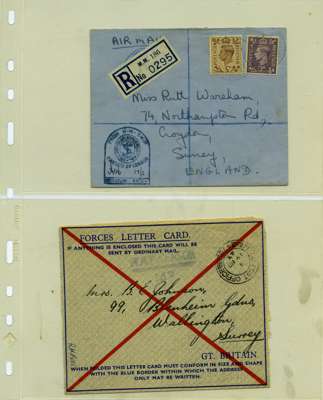 AIR MAIL
R
No 0295
Miss Ruth Wareham,
74, Northampton Rd,
Croydon,
Surrey,
ENGLAND.
FORCES LETTER CARD.
IF ANYTHING IS ENCLOSED THIS CARD WILL BE
SENT BY ORDINARY MAIL.
Mrs. B. E. Johnson,
99, Blenheim Gdns,
Wallington,
Surrey
GT. BRITAIN.
WHEN FOLDED THIS LETTER CARD MUST CONFORM IN SIZE AND SHAPE
WITH THE BLUE BORDER WITHIN WHICH THE ADDRESS
ONLY MAY BE WRITTEN.